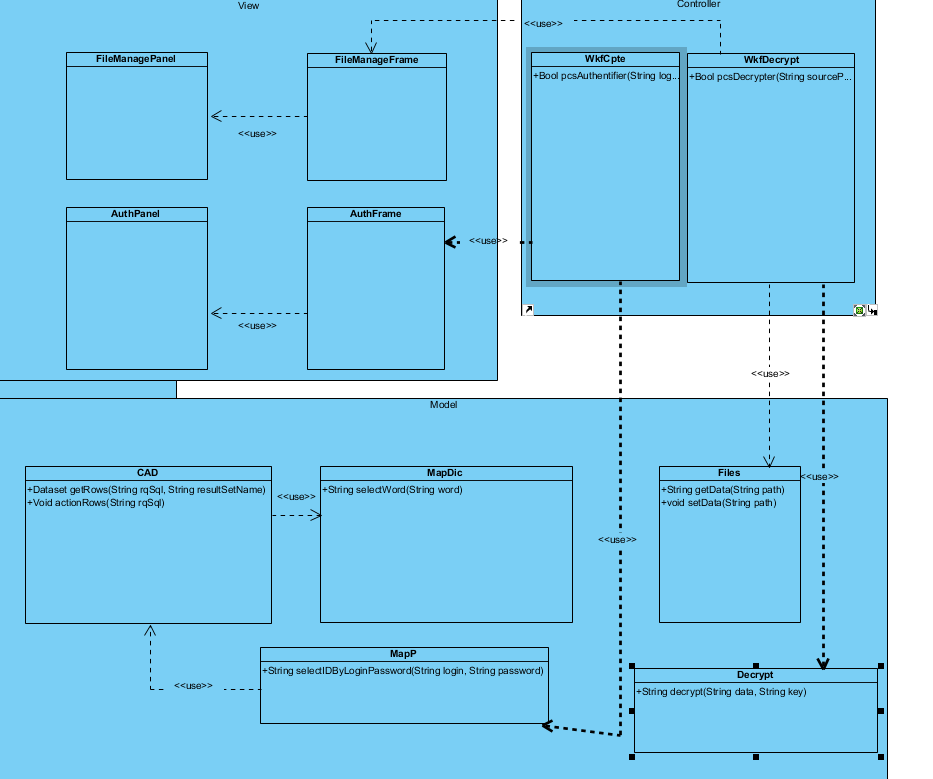 View
Controller
<<use>>
FileManagePanel
FileManageFrame
WkfCpte
WkfDecrypt
+Bool pcsAuthentifier(String log...
+Bool pcsDecrypter(String sourceP...
<<use>>
AuthPanel
AuthFrame
<<use>>
<<use>>
<<use>>
Model
CAD
MapDic
Files
<<use>>
+Dataset getRows(String rqSql, String resultSetName)
+Void actionRows(String rqSql)
<<use>>
+String selectWord(String word)
+String getData(String path)
+void setData(String path)
<<use>>
MapP
+String selectIDByLoginPassword(String login, String password)
<<use>>
Decrypt
+String decrypt(String data, String key)